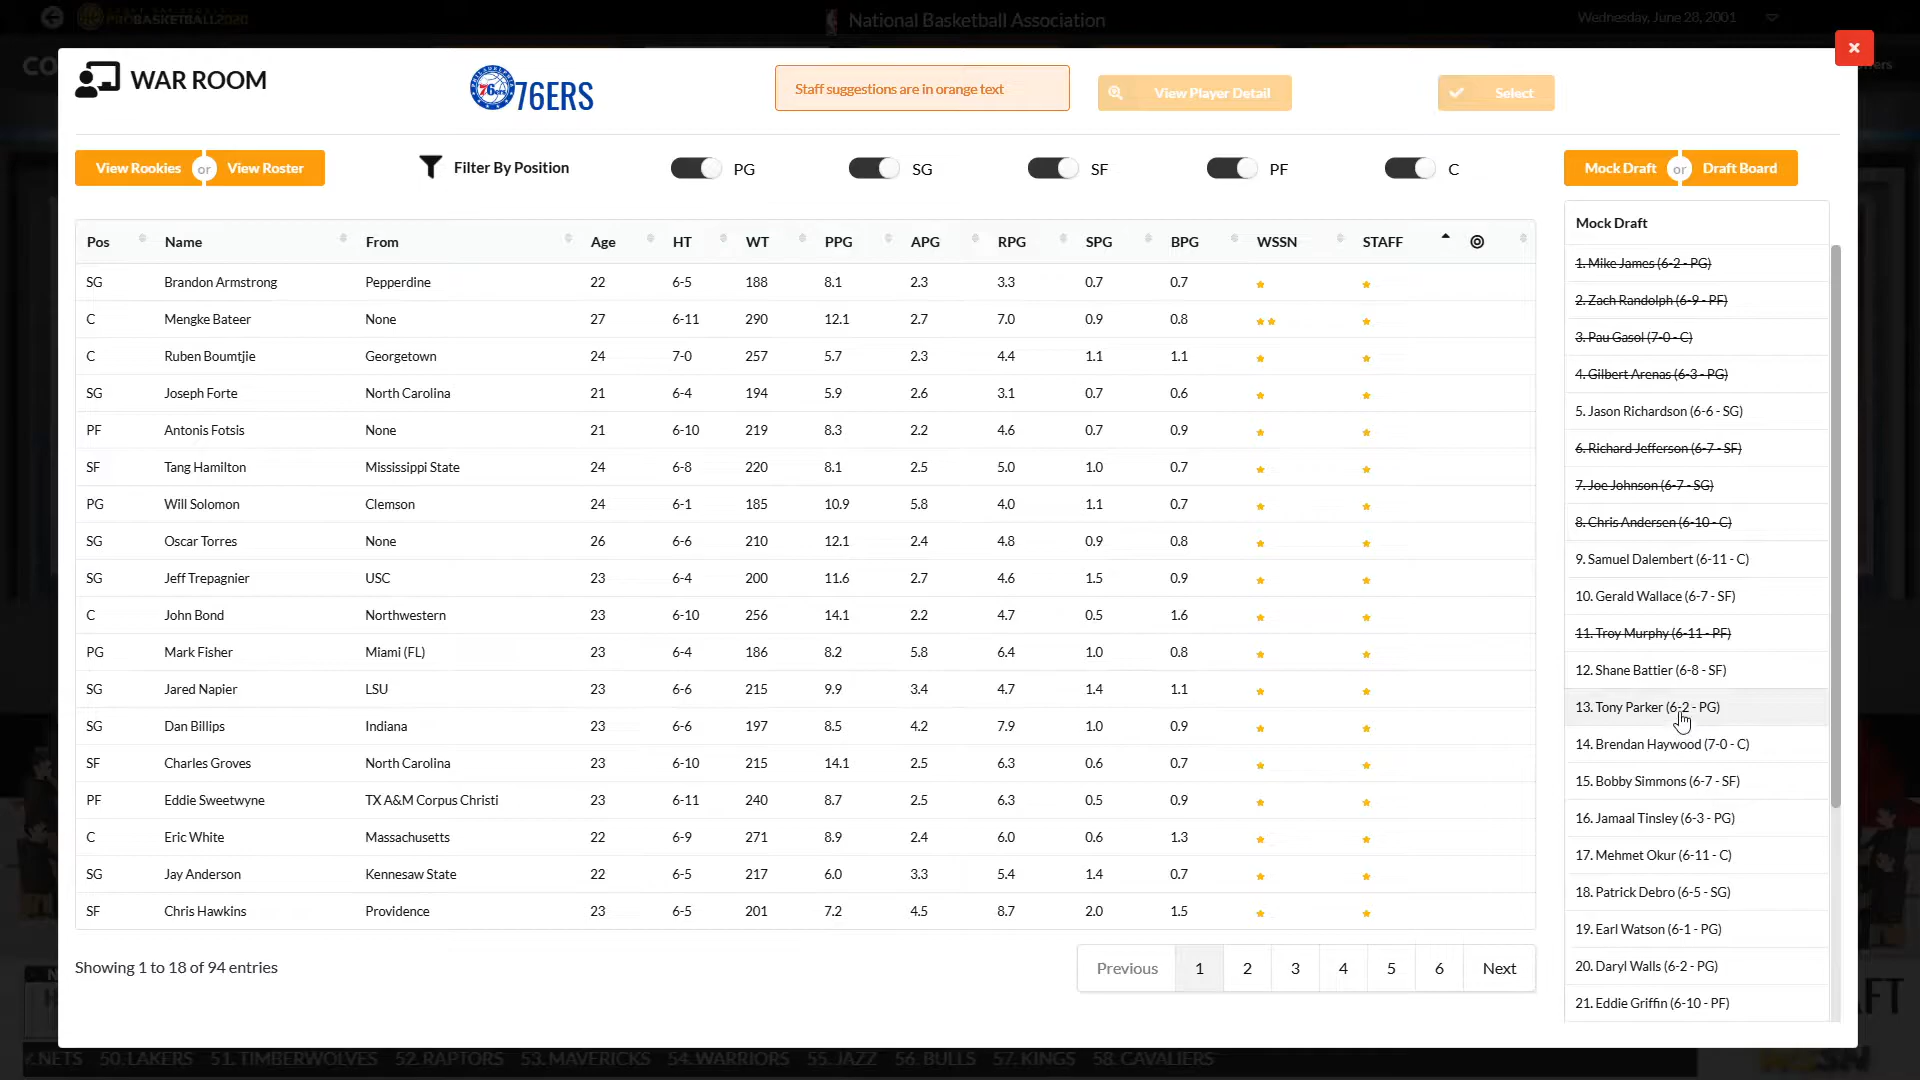 PROBASKETBALL2020
National Basketball Association
Wednesday, June 28, 2001
CO
WAR ROOM
PHILADELPHIA
76ers
76ERS
Staff suggestions are in orange text
View Player Detail
Select
View Rookies or View Roster
Filter By Position
PG
SG
SF
PF
C
Mock Draft or Draft Board
Pos Name From Age HT WT PPG APG RPG SPG BPG WSSN STAFF
SG Brandon Armstrong Pepperdine 22 6-5 188 8.1 2.3 3.3 0.7 0.7
C Mengke Bateer None 27 6-11 290 12.1 2.7 7.0 0.9 0.8
C Ruben Boumtjie Georgetown 24 7-0 257 5.7 2.3 4.4 1.1 1.1
SG Joseph Forte North Carolina 21 6-4 194 5.9 2.6 3.1 0.7 0.6
PF Antonis Fotsis None 21 6-10 219 8.3 2.2 4.6 0.7 0.9
SF Tang Hamilton Mississippi State 24 6-8 220 8.1 2.5 5.0 1.0 0.7
PG Will Solomon Clemson 24 6-1 185 10.9 5.8 4.0 1.1 0.7
SG Oscar Torres None 26 6-6 210 12.1 2.4 4.8 0.9 0.8
SG Jeff Trepagnier USC 23 6-4 200 11.6 2.7 4.6 1.5 0.9
C John Bond Northwestern 23 6-10 256 14.1 2.2 4.7 0.5 1.6
PG Mark Fisher Miami (FL) 23 6-4 186 8.2 5.8 6.4 1.0 0.8
SG Jared Napier LSU 23 6-6 215 9.9 3.4 4.7 1.4 1.1
SG Dan Billips Indiana 23 6-6 197 8.5 4.2 7.9 1.0 0.9
SF Charles Groves North Carolina 23 6-10 215 14.1 2.5 6.3 0.6 0.7
PF Eddie Sweetwyne TX A&M Corpus Christi 23 6-11 240 8.7 2.5 6.3 0.5 0.9
C Eric White Massachusetts 22 6-9 271 8.9 2.4 6.0 0.6 1.3
SG Jay Anderson Kennesaw State 22 6-5 217 6.0 3.3 5.4 1.4 0.7
SF Chris Hawkins Providence 23 6-5 201 7.2 4.5 8.7 2.0 1.5
Showing 1 to 18 of 94 entries
Previous 1 2 3 4 5 6 Next
Mock Draft
1. Mike James (6-2 - PG)
2. Zach Randolph (6-9 - PF)
3. Pau Gasol (7-0 - C)
4. Gilbert Arenas (6-3 - PG)
5. Jason Richardson (6-6 - SG)
6. Richard Jefferson (6-7 - SF)
7. Joe Johnson (6-7 - SG)
8. Chris Andersen (6-10 - C)
9. Samuel Dalembert (6-11 - C)
10. Gerald Wallace (6-7 - SF)
11. Troy Murphy (6-11 - PF)
12. Shane Battier (6-8 - SF)
13. Tony Parker (6-2 - PG)
14. Brendan Haywood (7-0 - C)
15. Bobby Simmons (6-7 - SF)
16. Jamaal Tinsley (6-3 - PG)
17. Mehmet Okur (6-11 - C)
18. Patrick Debro (6-5 - SG)
19. Earl Watson (6-1 - PG)
20. Daryl Walls (6-2 - PG)
21. Eddie Griffin (6-10 - PF)
NETS 50. LAKERS 51. TIMBERWOLVES 52. RAPTORS 53. MAVERICKS 54. WARRIORS 55. JAZZ 56. BULLS 57. KINGS 58. CAVALIERS